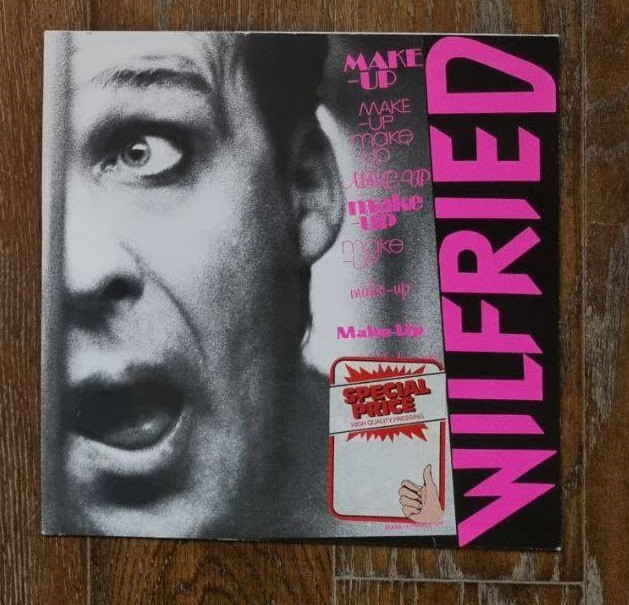 MAKE
-UP
MAKE
-UP
make
up
Make-Up
make
-up
make
-up
make-up
Make-Up
SPECIAL
PRICE
HIGH QUALITY PRESSING
WILFRIED